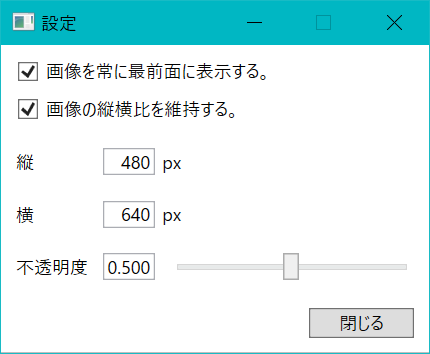 設定
画像を常に最前面に表示する。
画像の縦横比を維持する。
縦 480 px
横 640 px
不透明度 0.500
閉じる